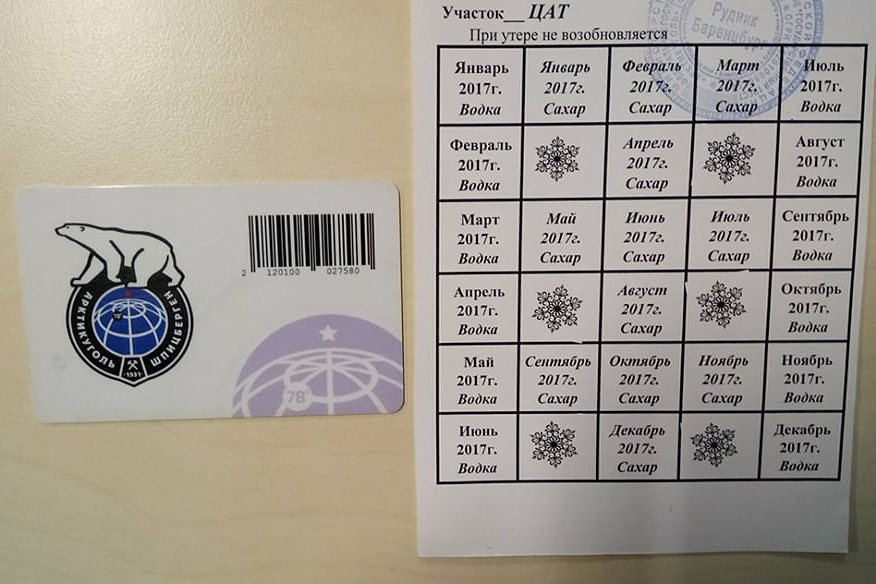 АРКТИКУГОЛЬ
ШПИЦБЕРГЕН
1931
78°
2 120100 027580
78°
Участок__ ЦАТ
При утере не возобновляется
Рудник
Баренцбург
Январь
2017г.
Водка
Январь
2017г.
Сахар
Февраль
2017г.
Сахар
Март
2017г.
Сахар
Июль
2017г.
Водка
Февраль
2017г.
Водка
Апрель
2017г.
Сахар
Август
2017г.
Водка
Март
2017г.
Водка
Май
2017г.
Сахар
Июнь
2017г.
Сахар
Июль
2017г.
Сахар
Сентябрь
2017г.
Водка
Апрель
2017г.
Водка
Август
2017г.
Сахар
Октябрь
2017г.
Водка
Май
2017г.
Водка
Сентябрь
2017г.
Сахар
Октябрь
2017г.
Сахар
Ноябрь
2017г.
Сахар
Ноябрь
2017г.
Водка
Июнь
2017г.
Водка
Декабрь
2017г.
Сахар
Декабрь
2017г.
Водка